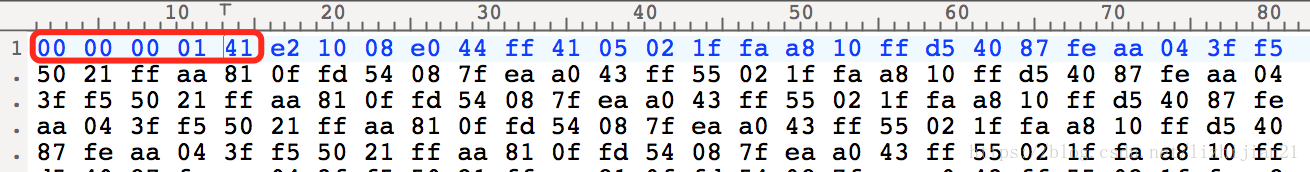 10 20 30 40 50 60 70 80
1 00 00 00 01 41 e2 10 08 e0 44 ff 41 05 02 1f fa a8 10 ff d5 40 87 fe aa 04 3f f5
. 50 21 ff aa 81 0f fd 54 08 7f ea a0 43 ff 55 02 1f fa a8 10 ff d5 40 87 fe aa 04
. 3f f5 50 21 ff aa 81 0f fd 54 08 7f ea a0 43 ff 55 02 1f fa a8 10 ff d5 40 87 fe
. aa 04 3f f5 50 21 ff aa 81 0f fd 54 08 7f ea a0 43 ff 55 02 1f fa a8 10 ff d5 40
. 87 fe aa 04 3f f5 50 21 ff aa 81 0f fd 54 08 7f ea a0 43 ff 55 02 1f fa a8 10 ff